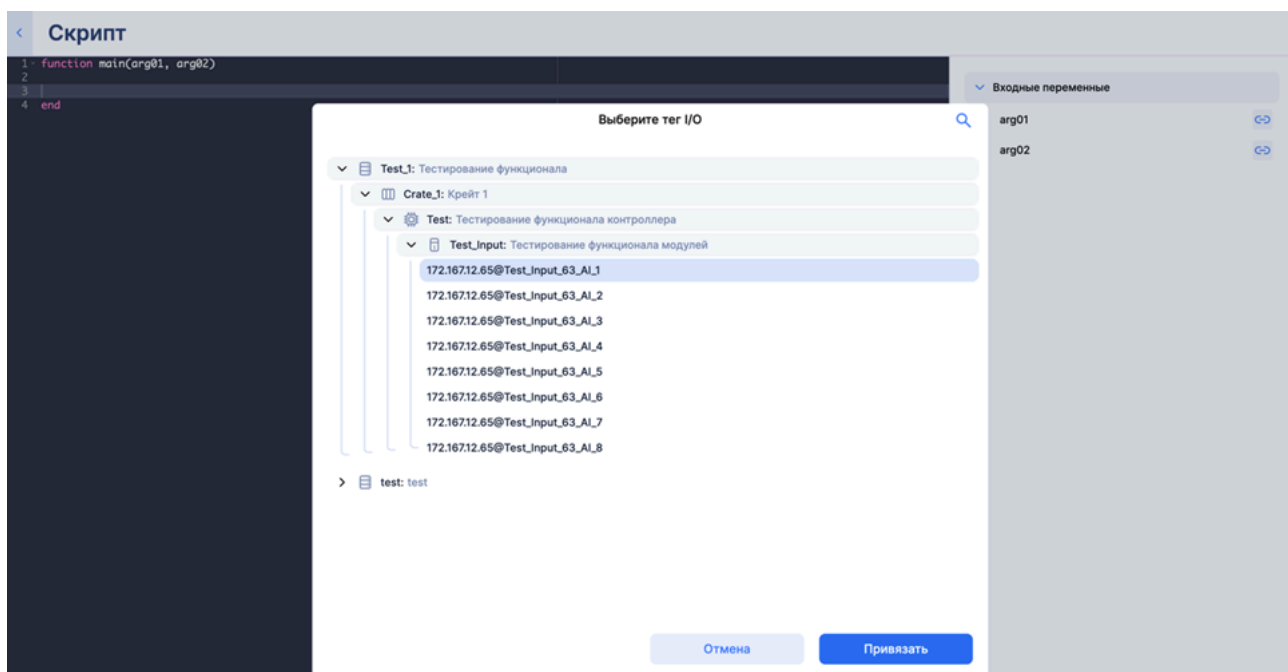 Скрипт
1 function main(arg01, arg02)
2
3
4 end
Входные переменные
arg01
arg02
Выберите тег I/O
Test_1: Тестирование функционала
Crate_1: Крейт 1
Test: Тестирование функционала контроллера
Test_Input: Тестирование функционала модулей
172.167.12.65@Test_Input_63_AI_1
172.167.12.65@Test_Input_63_AI_2
172.167.12.65@Test_Input_63_AI_3
172.167.12.65@Test_Input_63_AI_4
172.167.12.65@Test_Input_63_AI_5
172.167.12.65@Test_Input_63_AI_6
172.167.12.65@Test_Input_63_AI_7
172.167.12.65@Test_Input_63_AI_8
test: test
Отмена
Привязать